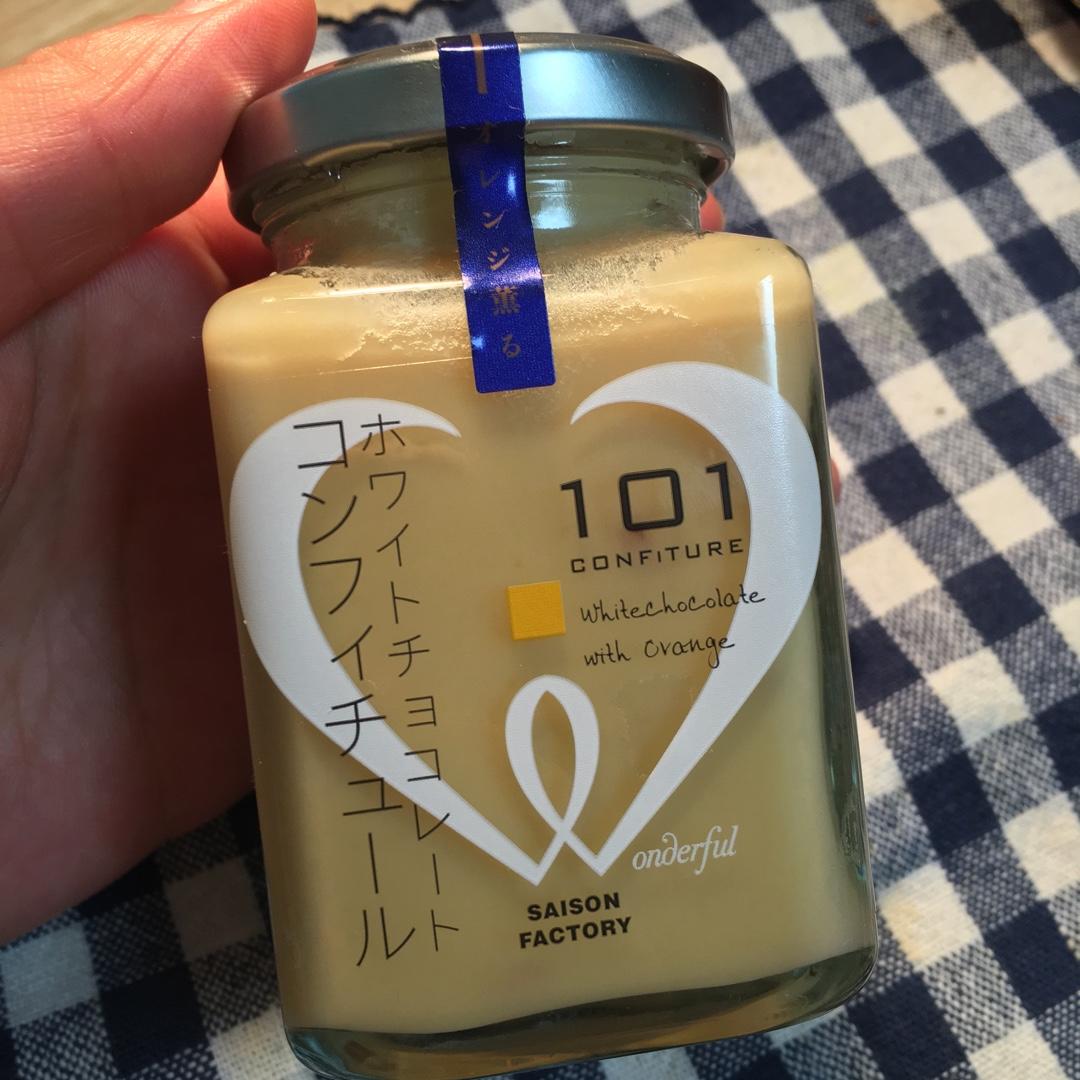 オレンジ薫る
ホワイトチョコレート
コンフィチュール
101
CONFITURE
whitechocolate
with orange
Wonderful
SAISON
FACTORY